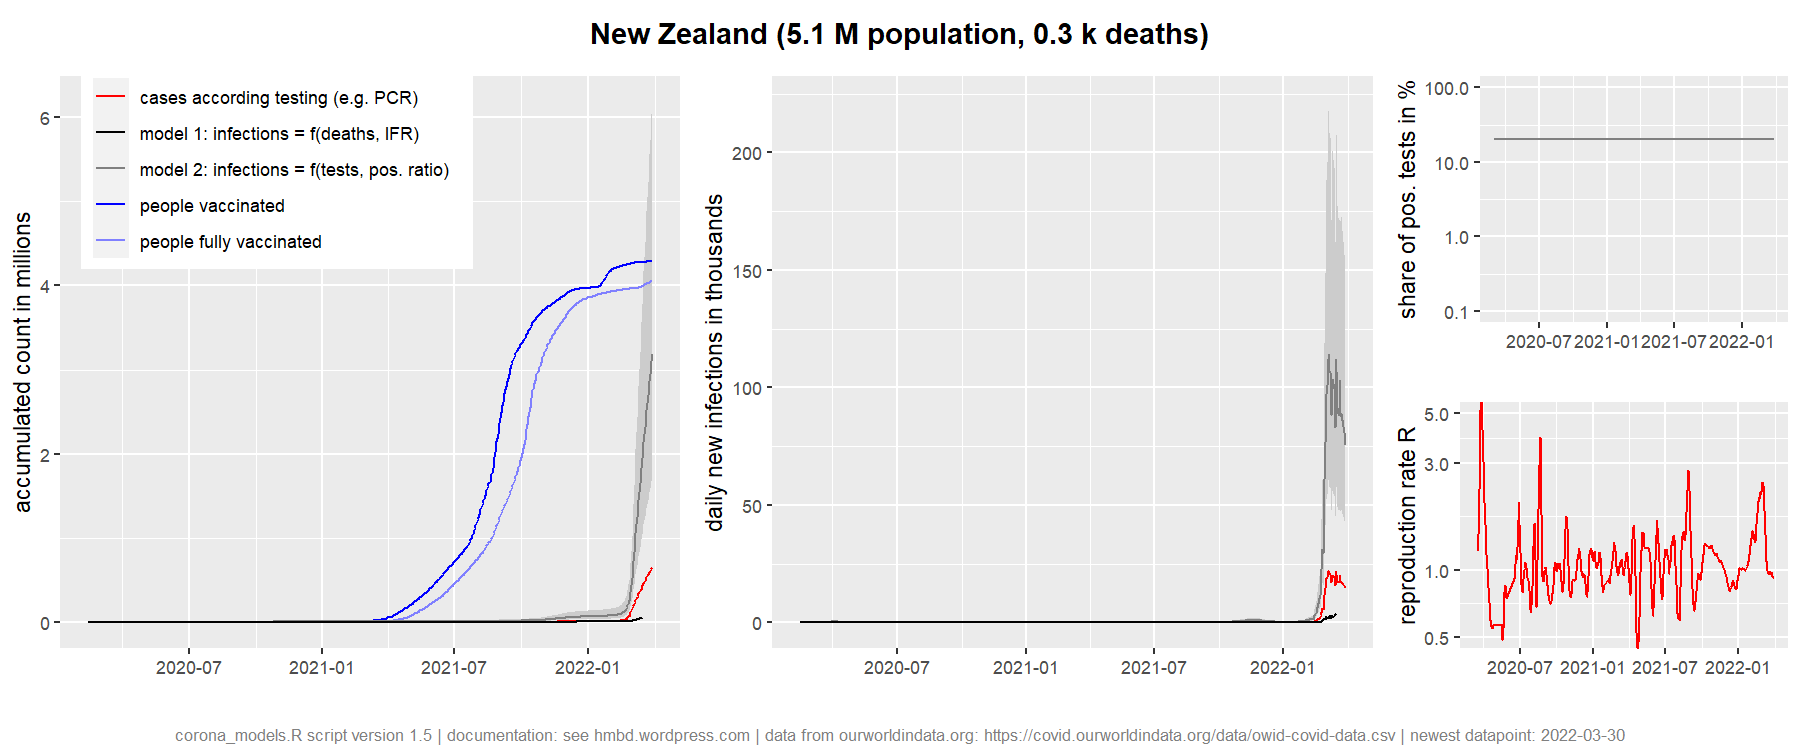 New Zealand (5.1 M population, 0.3 k deaths)
accumulated count in millions
6
4
2
0
cases according testing (e.g. PCR)
model 1: infections = f(deaths, IFR)
model 2: infections = f(tests, pos. ratio)
people vaccinated
people fully vaccinated
2020-07 2021-01 2021-07 2022-01
daily new infections in thousands
200
150
100
50
0
2020-07 2021-01 2021-07 2022-01
share of pos. tests in %
100.0
10.0
1.0
0.1
2020-07 2021-01 2021-07 2022-01
reproduction rate R
5.0
3.0
1.0
0.5
2020-07 2021-01 2021-07 2022-01
corona_models.R script version 1.5 | documentation: see hmbd.wordpress.com | data from ourworldindata.org: https://covid.ourworldindata.org/data/owid-covid-data.csv | newest datapoint: 2022-03-30